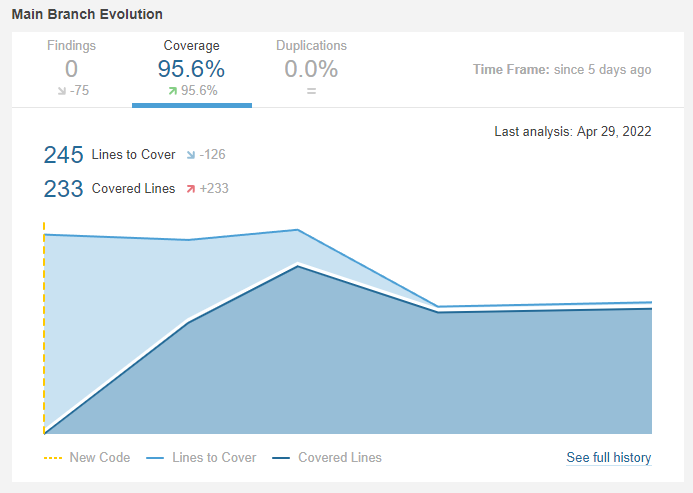 Main Branch Evolution
Findings Coverage Duplications
0 95.6% 0.0%
-75 95.6% =
Time Frame: since 5 days ago
Last analysis: Apr 29, 2022
245 Lines to Cover -126
233 Covered Lines +233
New Code Lines to Cover Covered Lines See full history